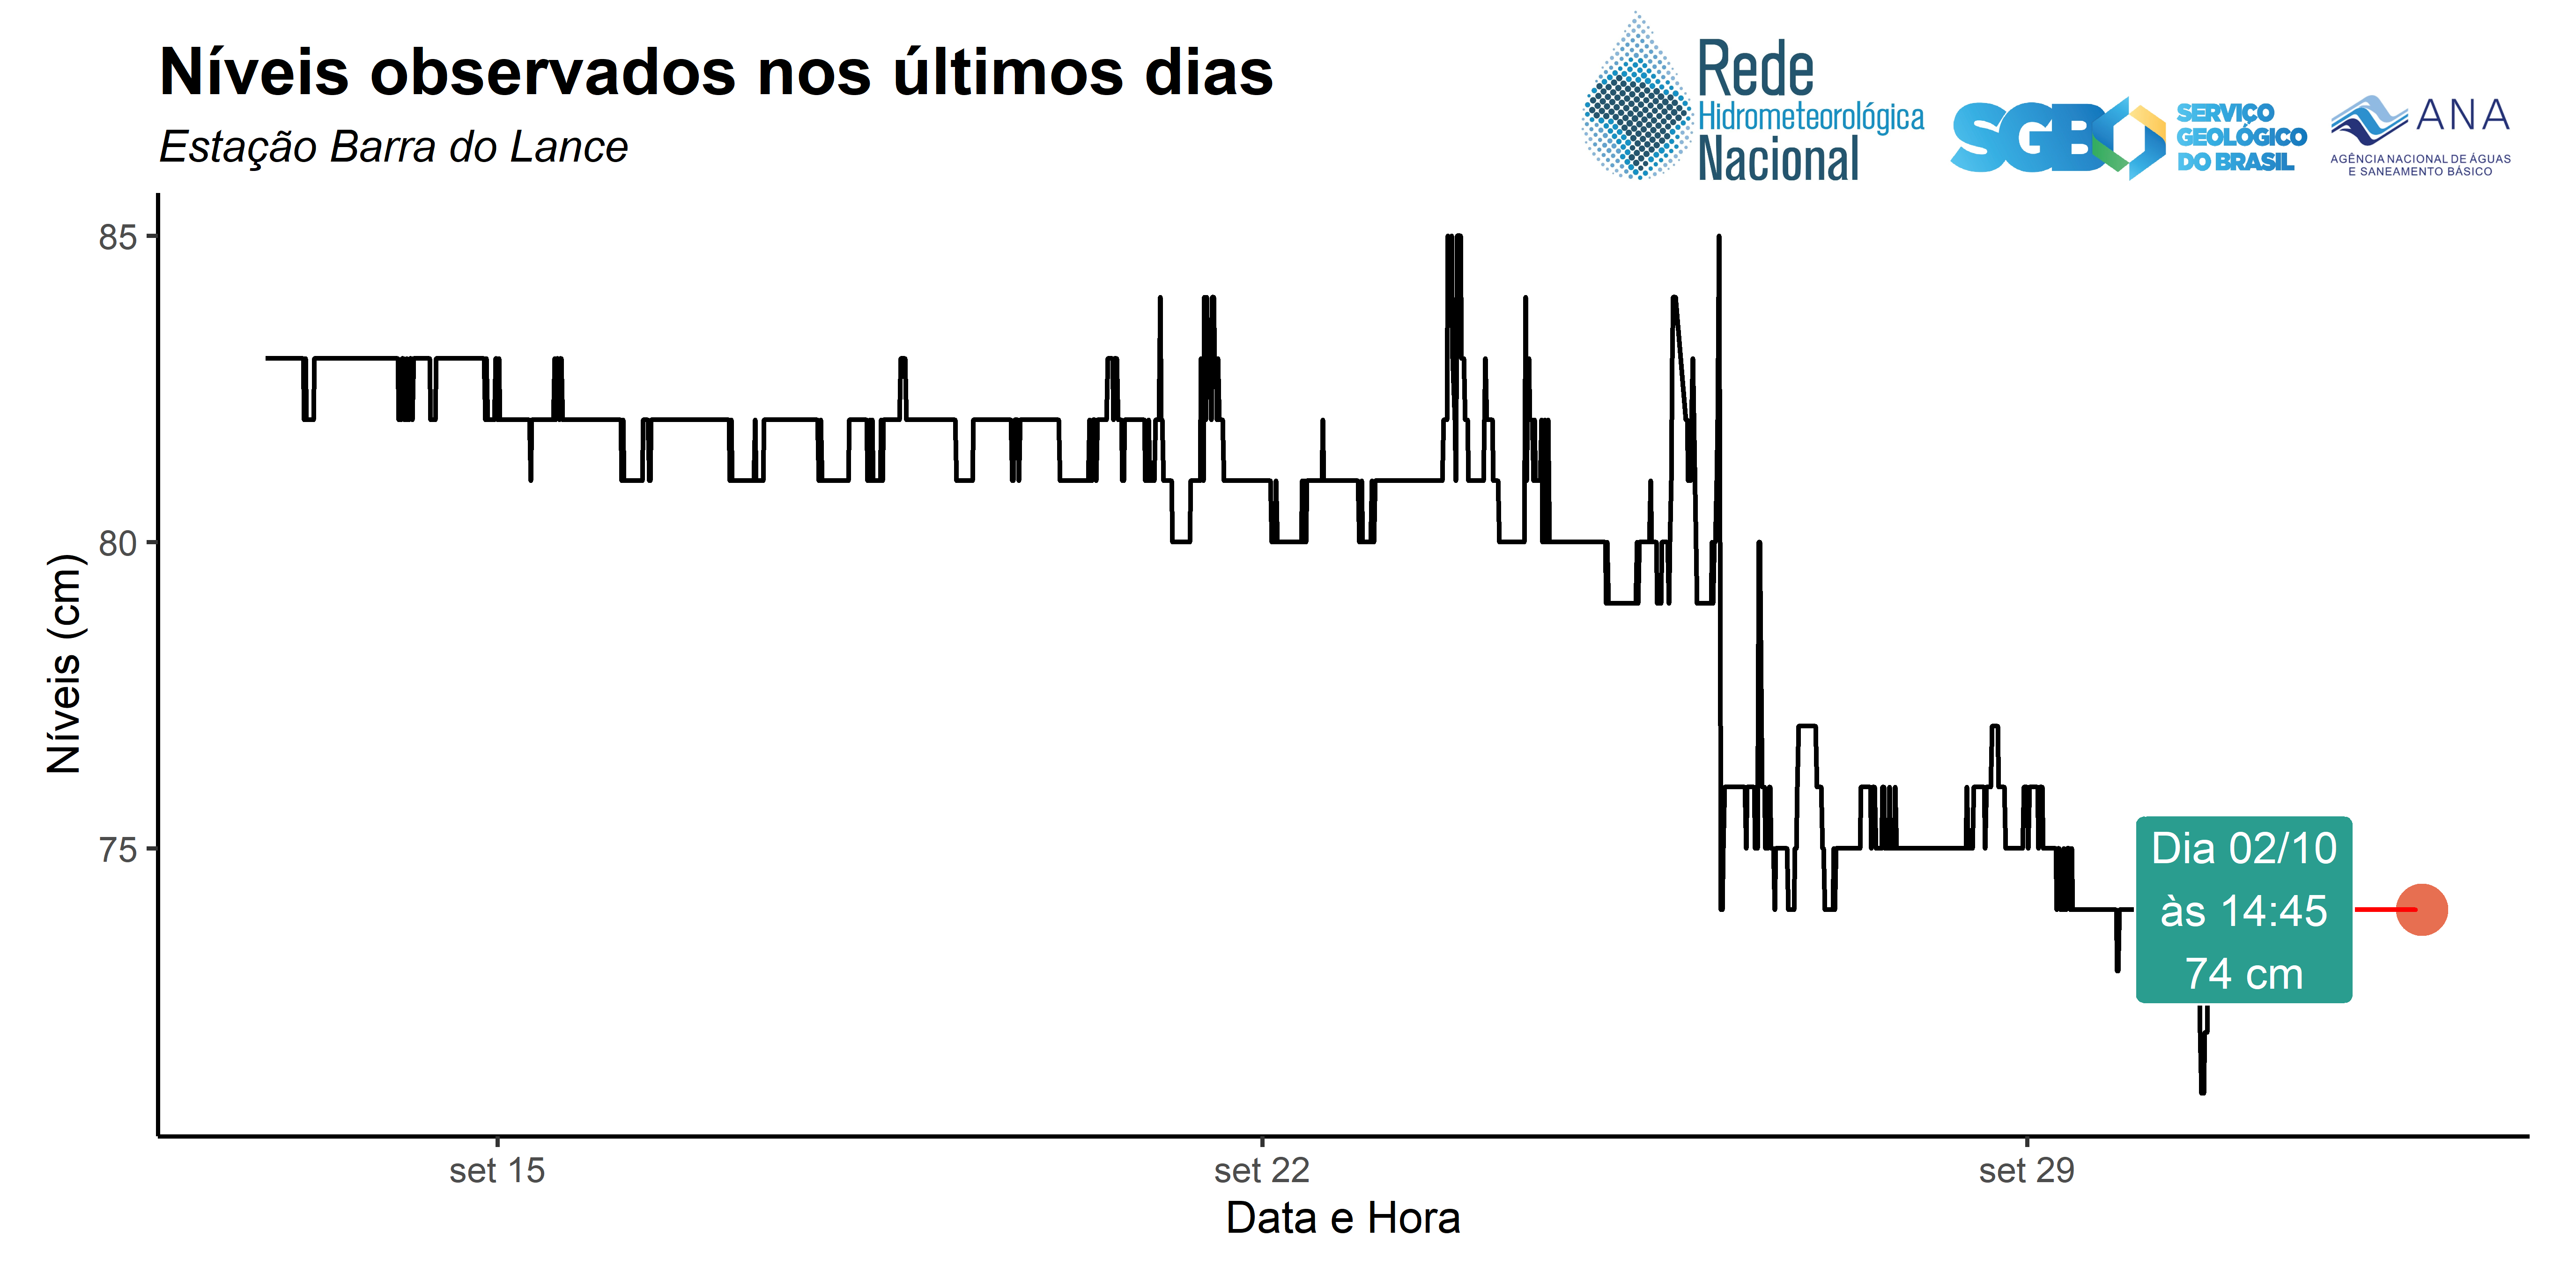 Níveis observados nos últimos dias
Estação Barra do Lance
Rede
Hidrometeorológica
Nacional
SGB
SERVIÇO
GEOLÓGICO
DO BRASIL
ANA
AGÊNCIA NACIONAL DE ÁGUAS
E SANEAMENTO BÁSICO
85
80
75
Níveis (cm)
Dia 02/10
às 14:45
74 cm
set 15
set 22
set 29
Data e Hora